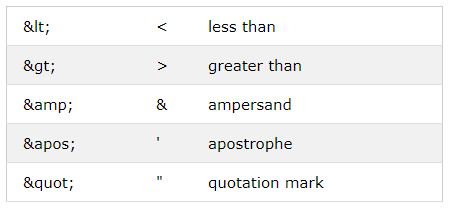 &lt; < less than
&gt; > greater than
&amp; & ampersand
&apos; ' apostrophe
&quot; " quotation mark